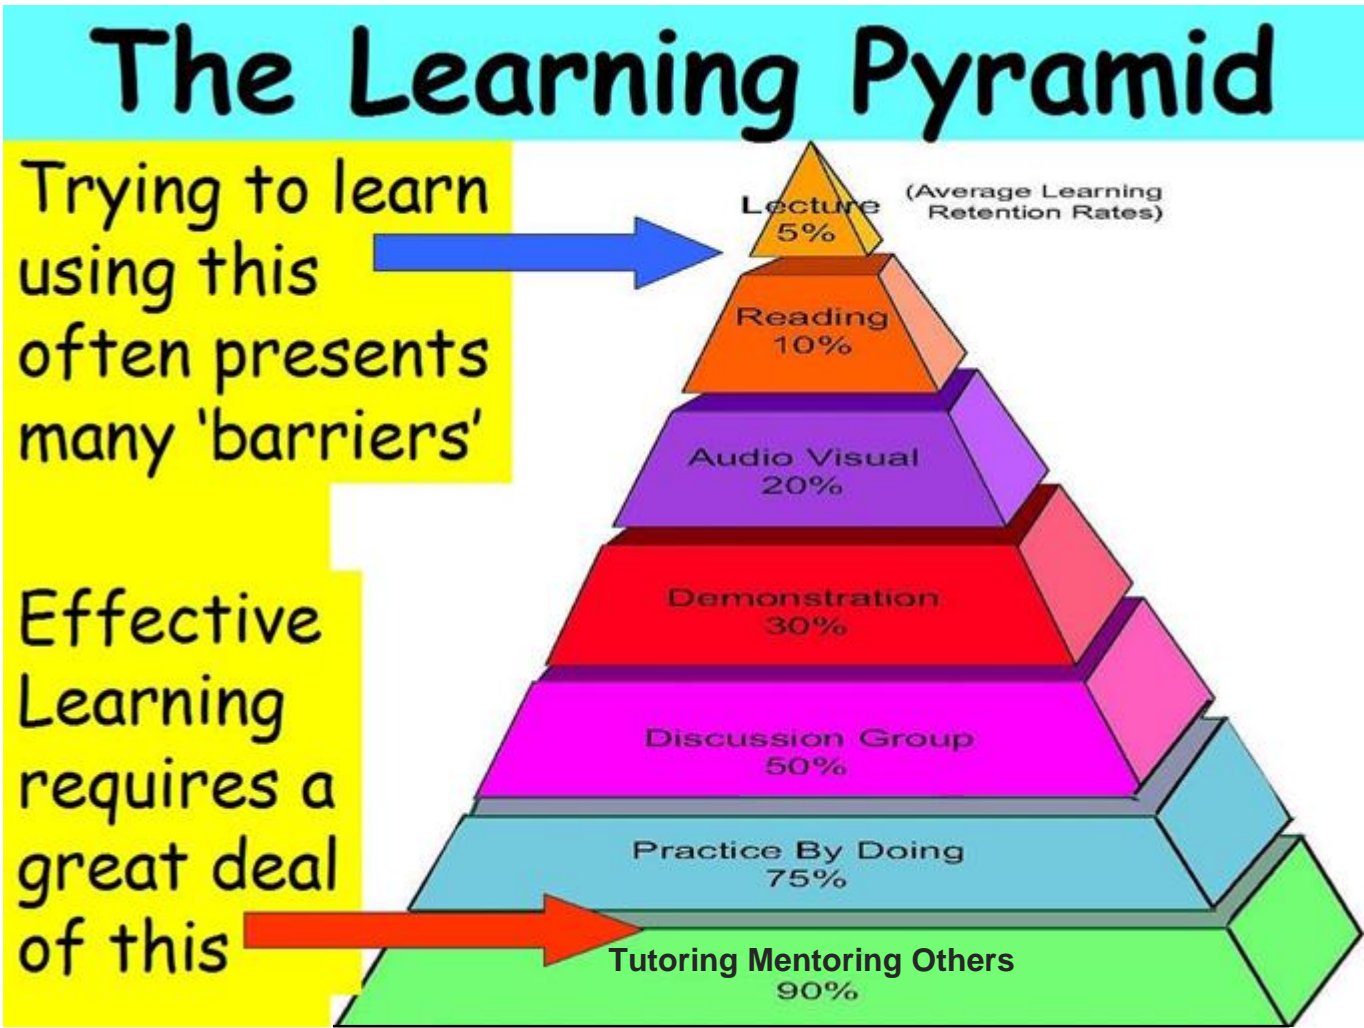 The Learning Pyramid
Trying to learn
using this
often presents
many ‘barriers’
Effective
Learning
requires a
great deal
of this
(Average Learning
Retention Rates)
Lecture
5%
Reading
10%
Audio Visual
20%
Demonstration
30%
Discussion Group
50%
Practice By Doing
75%
Tutoring Mentoring Others
90%